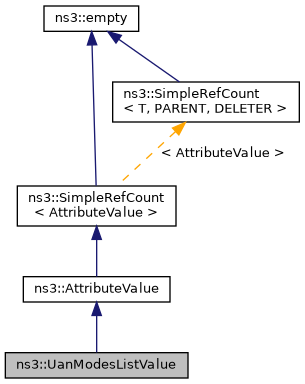 ns3::empty
ns3::SimpleRefCount
< T, PARENT, DELETER >
< AttributeValue >
ns3::SimpleRefCount
< AttributeValue >
ns3::AttributeValue
ns3::UanModesListValue